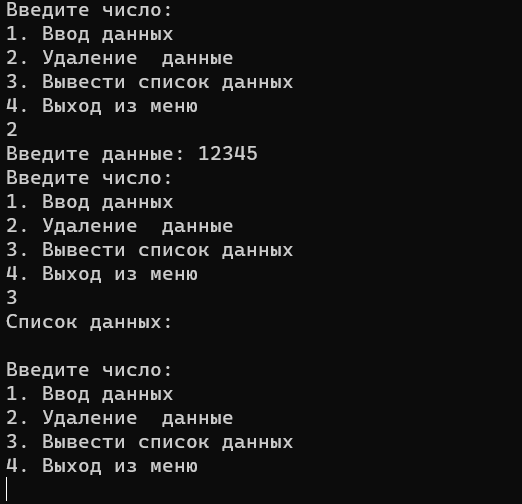 Введите число:
1. Ввод данных
2. Удаление  данные
3. Вывести список данных
4. Выход из меню
2
Введите данные: 12345
Введите число:
1. Ввод данных
2. Удаление  данные
3. Вывести список данных
4. Выход из меню
3
Список данных:

Введите число:
1. Ввод данных
2. Удаление  данные
3. Вывести список данных
4. Выход из меню